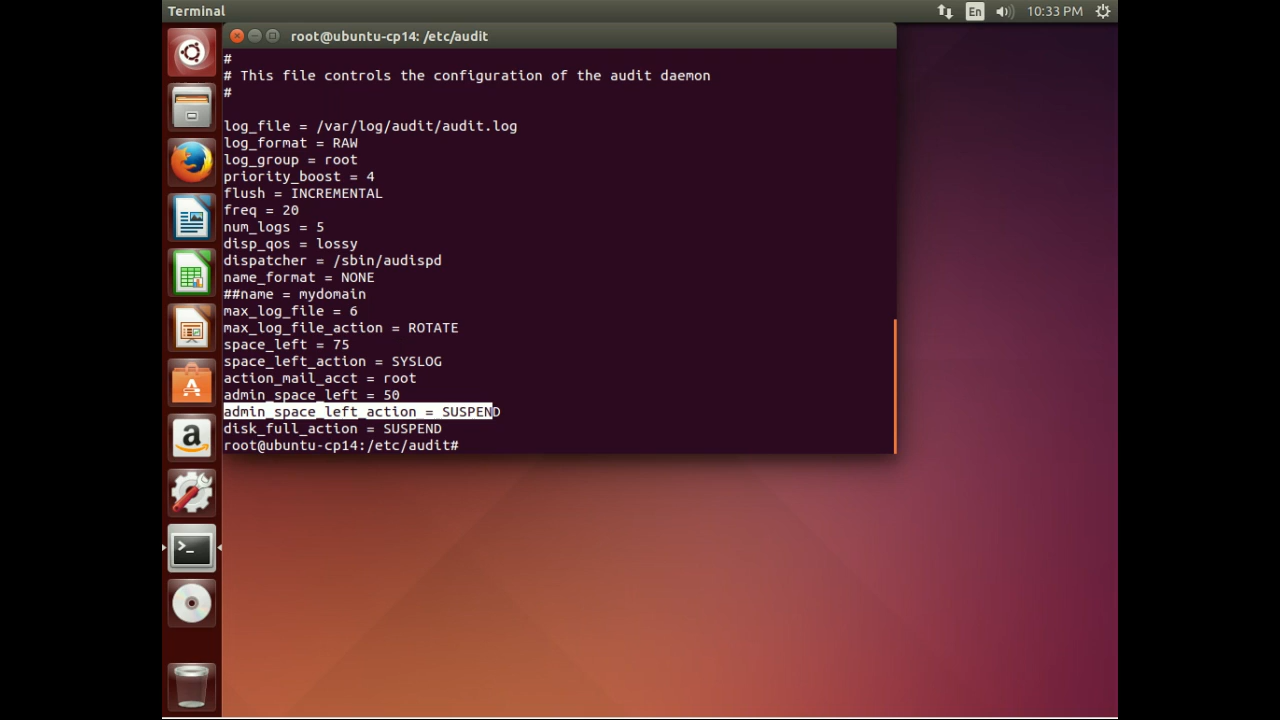 Terminal
En
10:33 PM
root@ubuntu-cp14: /etc/audit
#
# This file controls the configuration of the audit daemon
#
log_file = /var/log/audit/audit.log
log_format = RAW
log_group = root
priority_boost = 4
flush = INCREMENTAL
freq = 20
num_logs = 5
disp_qos = lossy
dispatcher = /sbin/audispd
name_format = NONE
##name = mydomain
max_log_file = 6
max_log_file_action = ROTATE
space_left = 75
space_left_action = SYSLOG
action_mail_acct = root
admin_space_left = 50
admin_space_left_action = SUSPEND
disk_full_action = SUSPEND
root@ubuntu-cp14:/etc/audit#